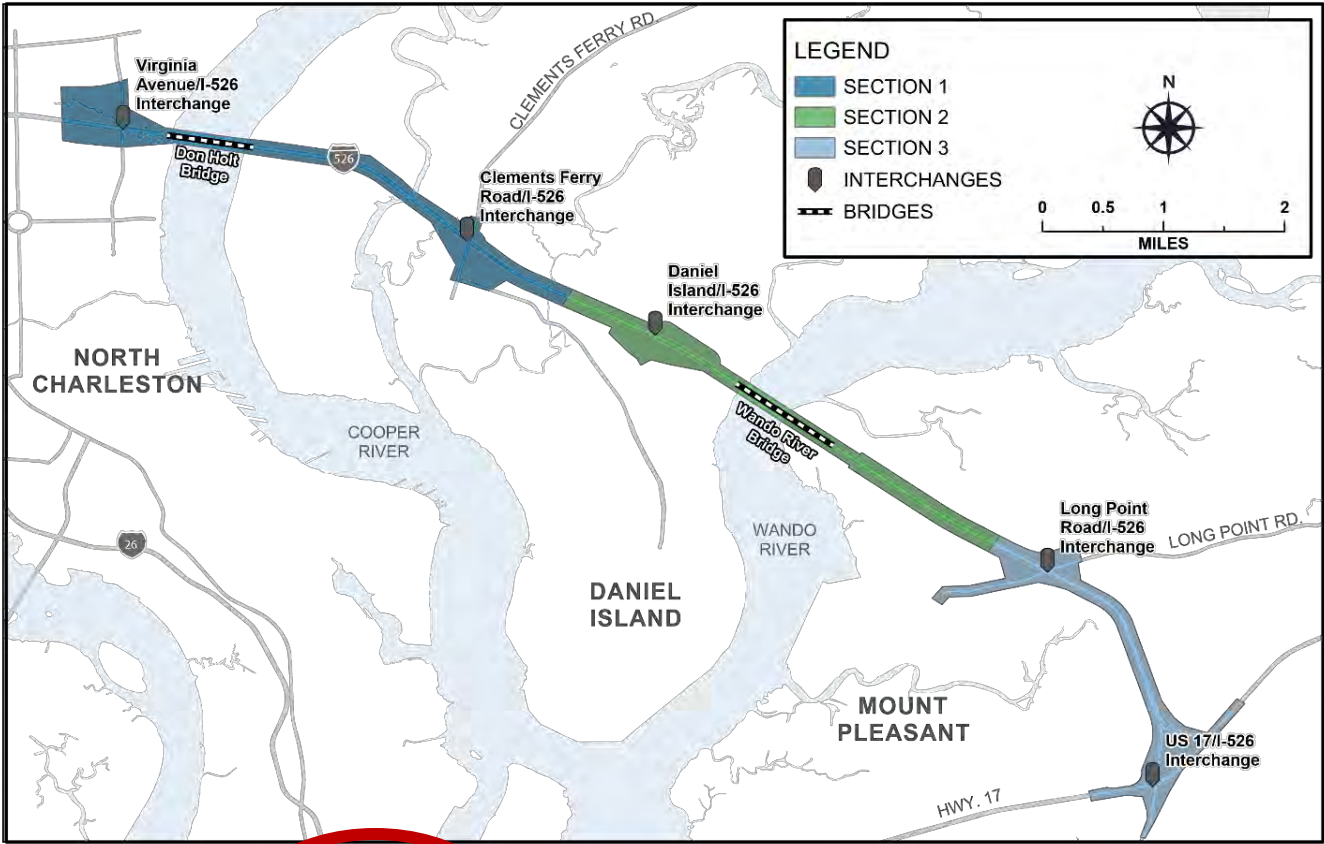 Virginia
Avenue/I-526
Interchange
Don Holt
Bridge
526
CLEMENTS FERRY RD.
Clements Ferry
Road/I-526
Interchange
LEGEND
SECTION 1
SECTION 2
SECTION 3
INTERCHANGES
BRIDGES
N
0 0.5 1 2
MILES
Daniel
Island/I-526
Interchange
NORTH
CHARLESTON
COOPER
RIVER
Wando River
Bridge
26
WANDO
RIVER
Long Point
Road/I-526
Interchange
LONG POINT RD.
DANIEL
ISLAND
MOUNT
PLEASANT
US 17/I-526
Interchange
HWY. 17